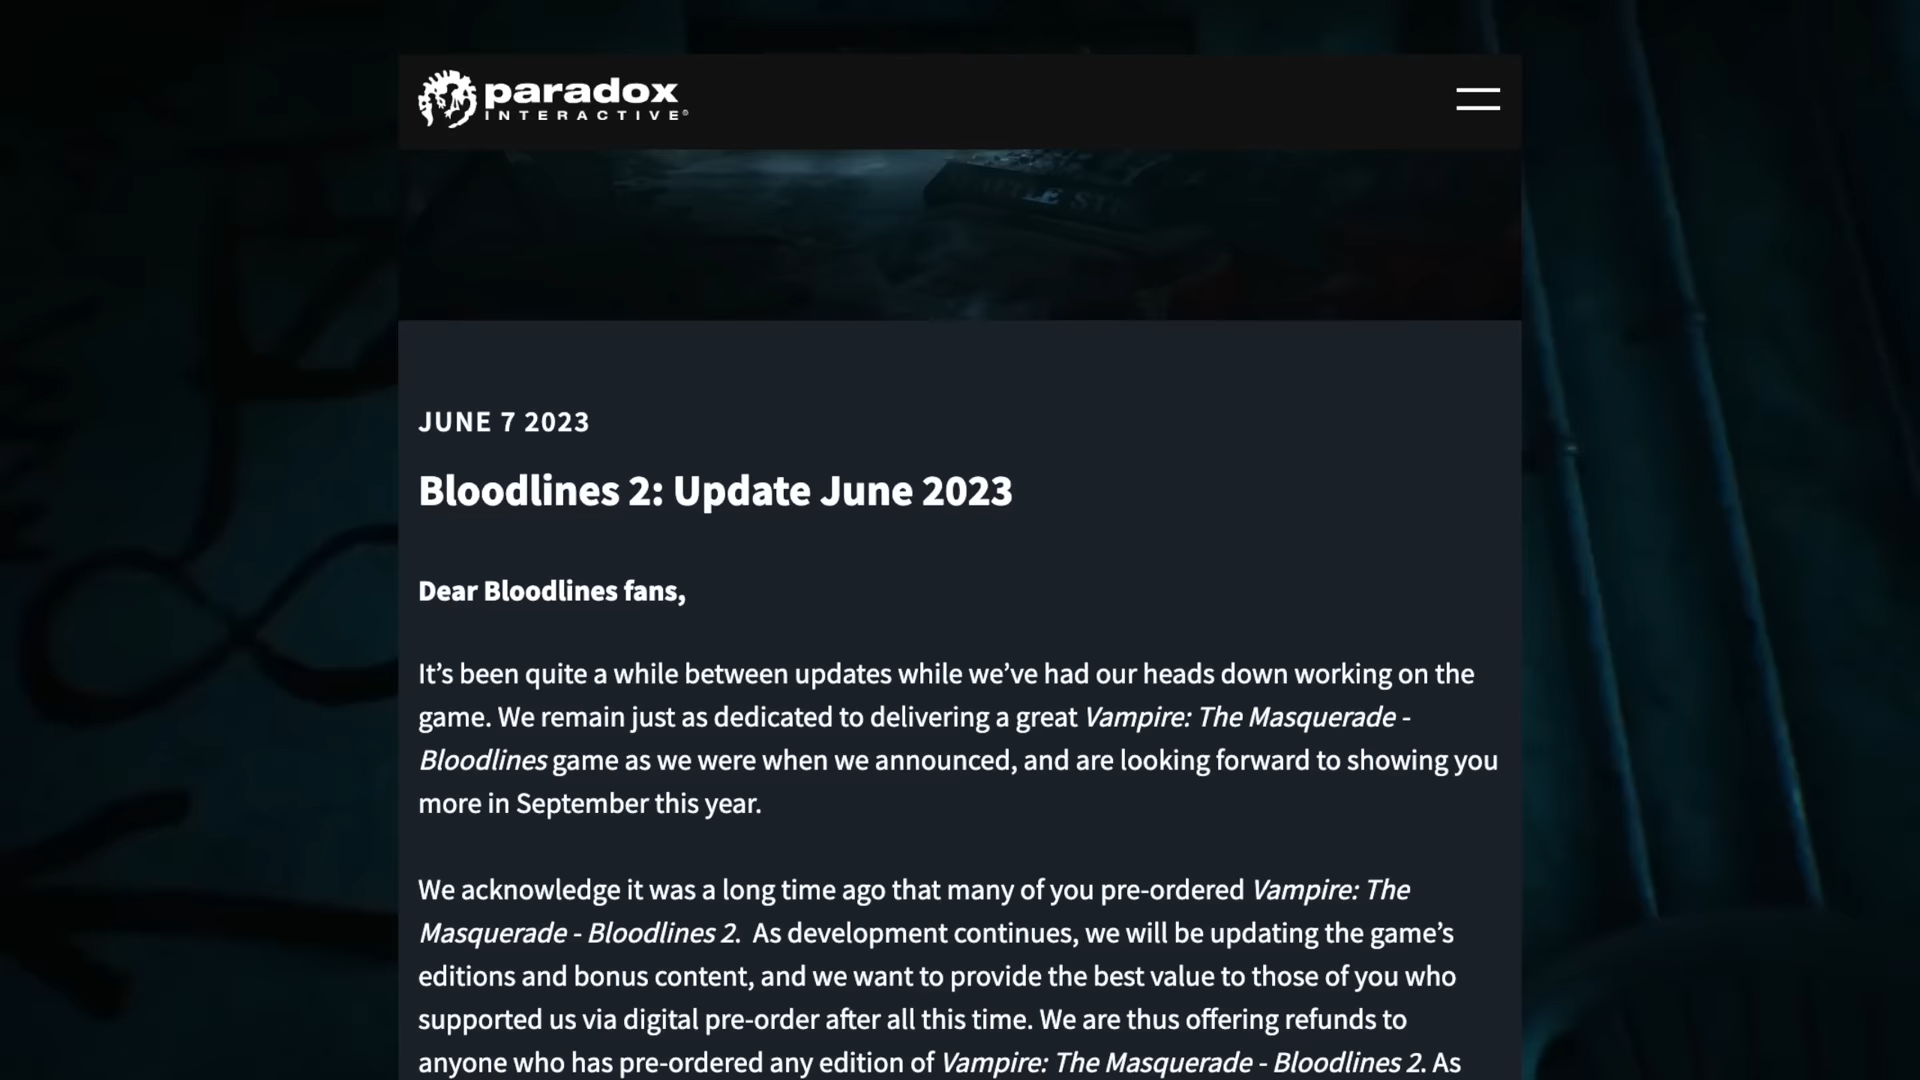 paradox
INTERACTIVE®
JUNE 7 2023
Bloodlines 2: Update June 2023
Dear Bloodlines fans,
It’s been quite a while between updates while we’ve had our heads down working on the
game. We remain just as dedicated to delivering a great Vampire: The Masquerade -
Bloodlines game as we were when we announced, and are looking forward to showing you
more in September this year.
We acknowledge it was a long time ago that many of you pre-ordered Vampire: The
Masquerade - Bloodlines 2. As development continues, we will be updating the game’s
editions and bonus content, and we want to provide the best value to those of you who
supported us via digital pre-order after all this time. We are thus offering refunds to
anyone who has pre-ordered any edition of Vampire: The Masquerade - Bloodlines 2. As